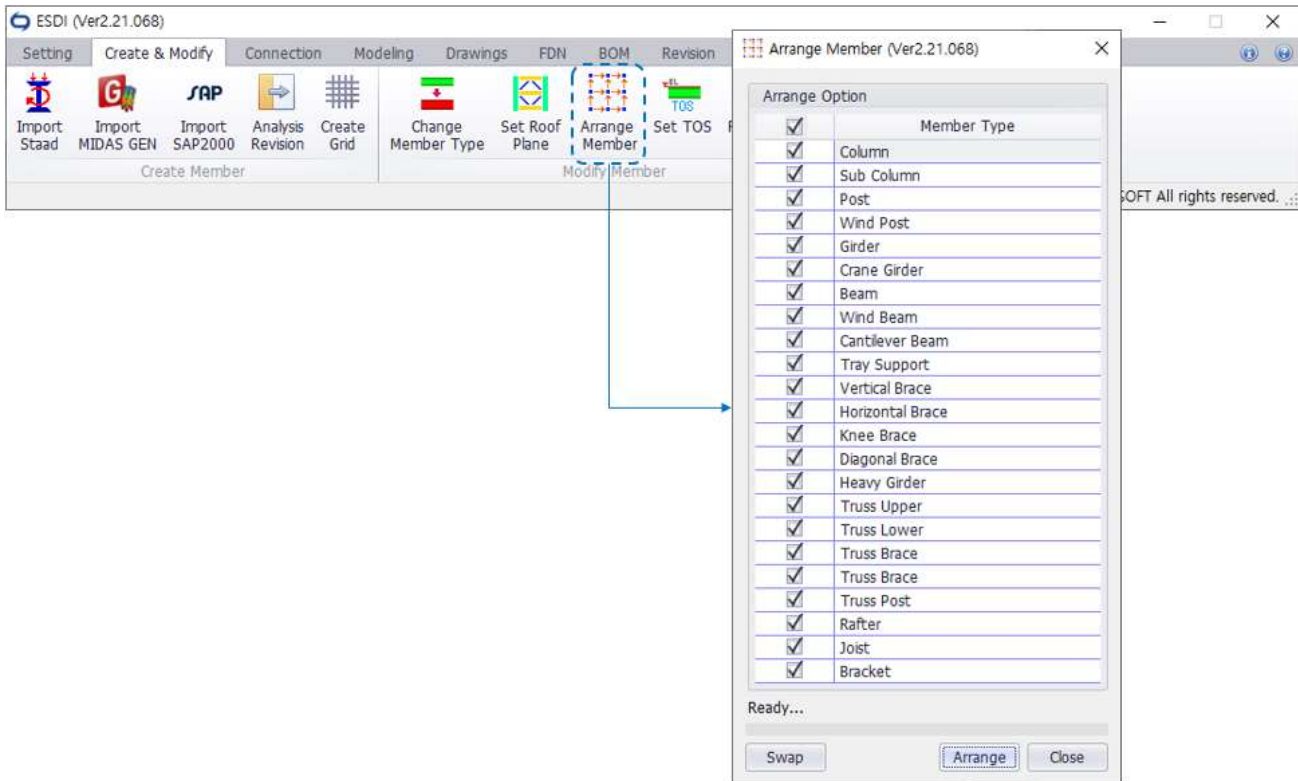 ESDI (Ver2.21.068)
Setting Create & Modify Connection Modeling Drawings FDN BOM Revision
Import Staad
Import MIDAS GEN
Import SAP2000
Analysis Revision
Create Grid
Change Member Type
Set Roof Plane
Arrange Member
Set TOS
Create Member
Modify Member
SOFT All rights reserved.
Arrange Member (Ver2.21.068)
Arrange Option
Member Type
Column
Sub Column
Post
Wind Post
Girder
Crane Girder
Beam
Wind Beam
Cantilever Beam
Tray Support
Vertical Brace
Horizontal Brace
Knee Brace
Diagonal Brace
Heavy Girder
Truss Upper
Truss Lower
Truss Brace
Truss Brace
Truss Post
Rafter
Joist
Bracket
Ready...
Swap Arrange Close